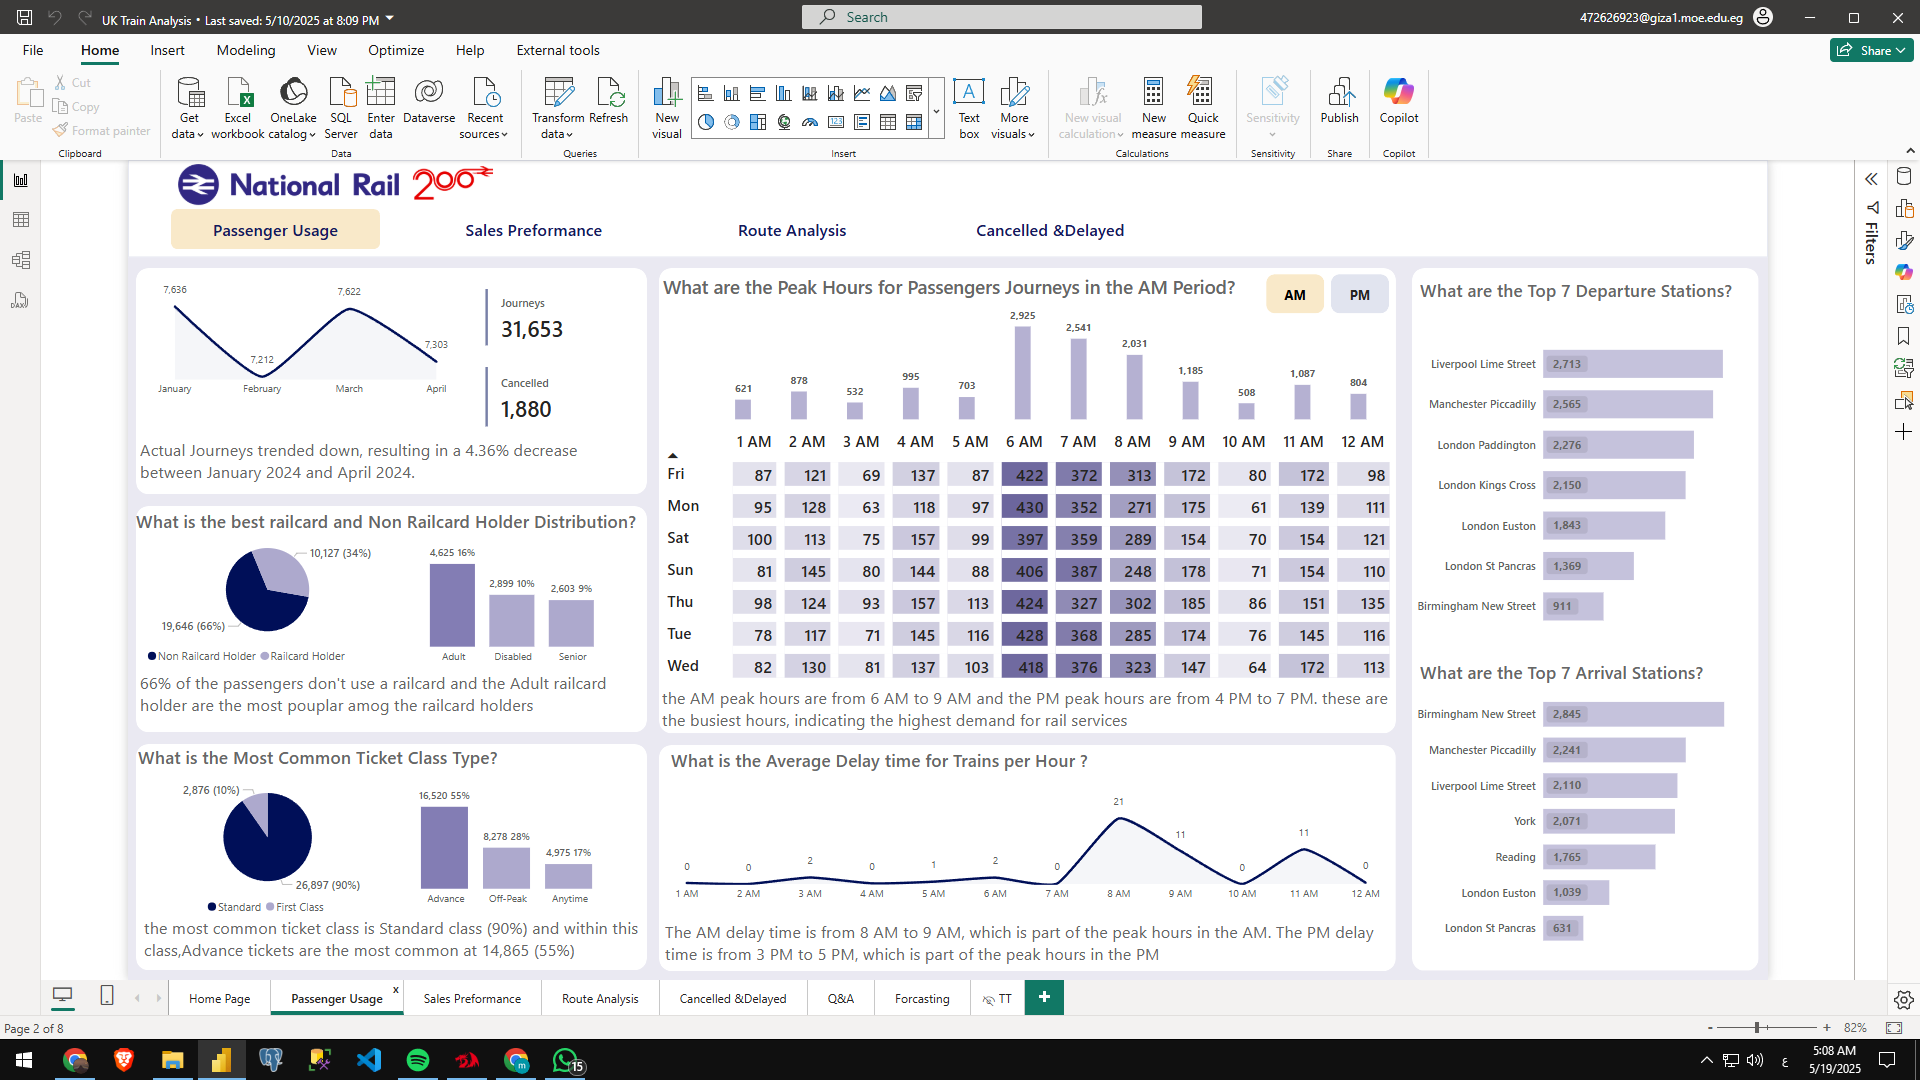 UK Train Analysis • Last saved: 5/10/2025 at 8:09 PM
Search
472626923@giza1.moe.edu.eg
File
Home
Insert
Modeling
View
Optimize
Help
External tools
Share
Paste
Cut
Copy
Format painter
Clipboard
Get data
Excel workbook
OneLake catalog
SQL Server
Enter data
Dataverse
Recent sources
Data
Transform data
Refresh
Queries
New visual
Text box
More visuals
Insert
New visual calculation
New measure
Quick measure
Calculations
Sensitivity
Sensitivity
Publish
Share
Copilot
Copilot
National Rail 200
Passenger Usage
Sales Preformance
Route Analysis
Cancelled &Delayed
Filters
7,636
7,212
7,622
7,303
January
February
March
April
Journeys
31,653
Cancelled
1,880
Actual Journeys trended down, resulting in a 4.36% decrease
between January 2024 and April 2024.
What is the best railcard and Non Railcard Holder Distribution?
10,127 (34%)
19,646 (66%)
Non Railcard Holder
Railcard Holder
4,625 16%
2,899 10%
2,603 9%
Adult
Disabled
Senior
66% of the passengers don't use a railcard and the Adult railcard
holder are the most pouplar amog the railcard holders
What is the Most Common Ticket Class Type?
2,876 (10%)
26,897 (90%)
Standard
First Class
16,520 55%
8,278 28%
4,975 17%
Advance
Off-Peak
Anytime
the most common ticket class is Standard class (90%) and within this
class,Advance tickets are the most common at 14,865 (55%)
What are the Peak Hours for Passengers Journeys in the AM Period?
AM
PM
621 878 532 995 703 2,925 2,541 2,031 1,185 508 1,087 804
1 AM 2 AM 3 AM 4 AM 5 AM 6 AM 7 AM 8 AM 9 AM 10 AM 11 AM 12 AM
Fri 87 121 69 137 87 422 372 313 172 80 172 98
Mon 95 128 63 118 97 430 352 271 175 61 139 111
Sat 100 113 75 157 99 397 359 289 154 70 154 121
Sun 81 145 80 144 88 406 387 248 178 71 154 110
Thu 98 124 93 157 113 424 327 302 185 86 151 135
Tue 78 117 71 145 116 428 368 285 174 76 145 116
Wed 82 130 81 137 103 418 376 323 147 64 172 113
the AM peak hours are from 6 AM to 9 AM and the PM peak hours are from 4 PM to 7 PM. these are
the busiest hours, indicating the highest demand for rail services
What is the Average Delay time for Trains per Hour ?
0 0 2 0 1 2 0 21 11 0 11 0
1 AM 2 AM 3 AM 4 AM 5 AM 6 AM 7 AM 8 AM 9 AM 10 AM 11 AM 12 AM
The AM delay time is from 8 AM to 9 AM, which is part of the peak hours in the AM. The PM delay
time is from 3 PM to 5 PM, which is part of the peak hours in the PM
What are the Top 7 Departure Stations?
Liverpool Lime Street 2,713
Manchester Piccadilly 2,565
London Paddington 2,276
London Kings Cross 2,150
London Euston 1,843
London St Pancras 1,369
Birmingham New Street 911
What are the Top 7 Arrival Stations?
Birmingham New Street 2,845
Manchester Piccadilly 2,241
Liverpool Lime Street 2,110
York 2,071
Reading 1,765
London Euston 1,039
London St Pancras 631
Home Page
Passenger Usage x
Sales Preformance
Route Analysis
Cancelled &Delayed
Q&A
Forcasting
TT
Page 2 of 8
82%
15
ع
5:08 AM
5/19/2025